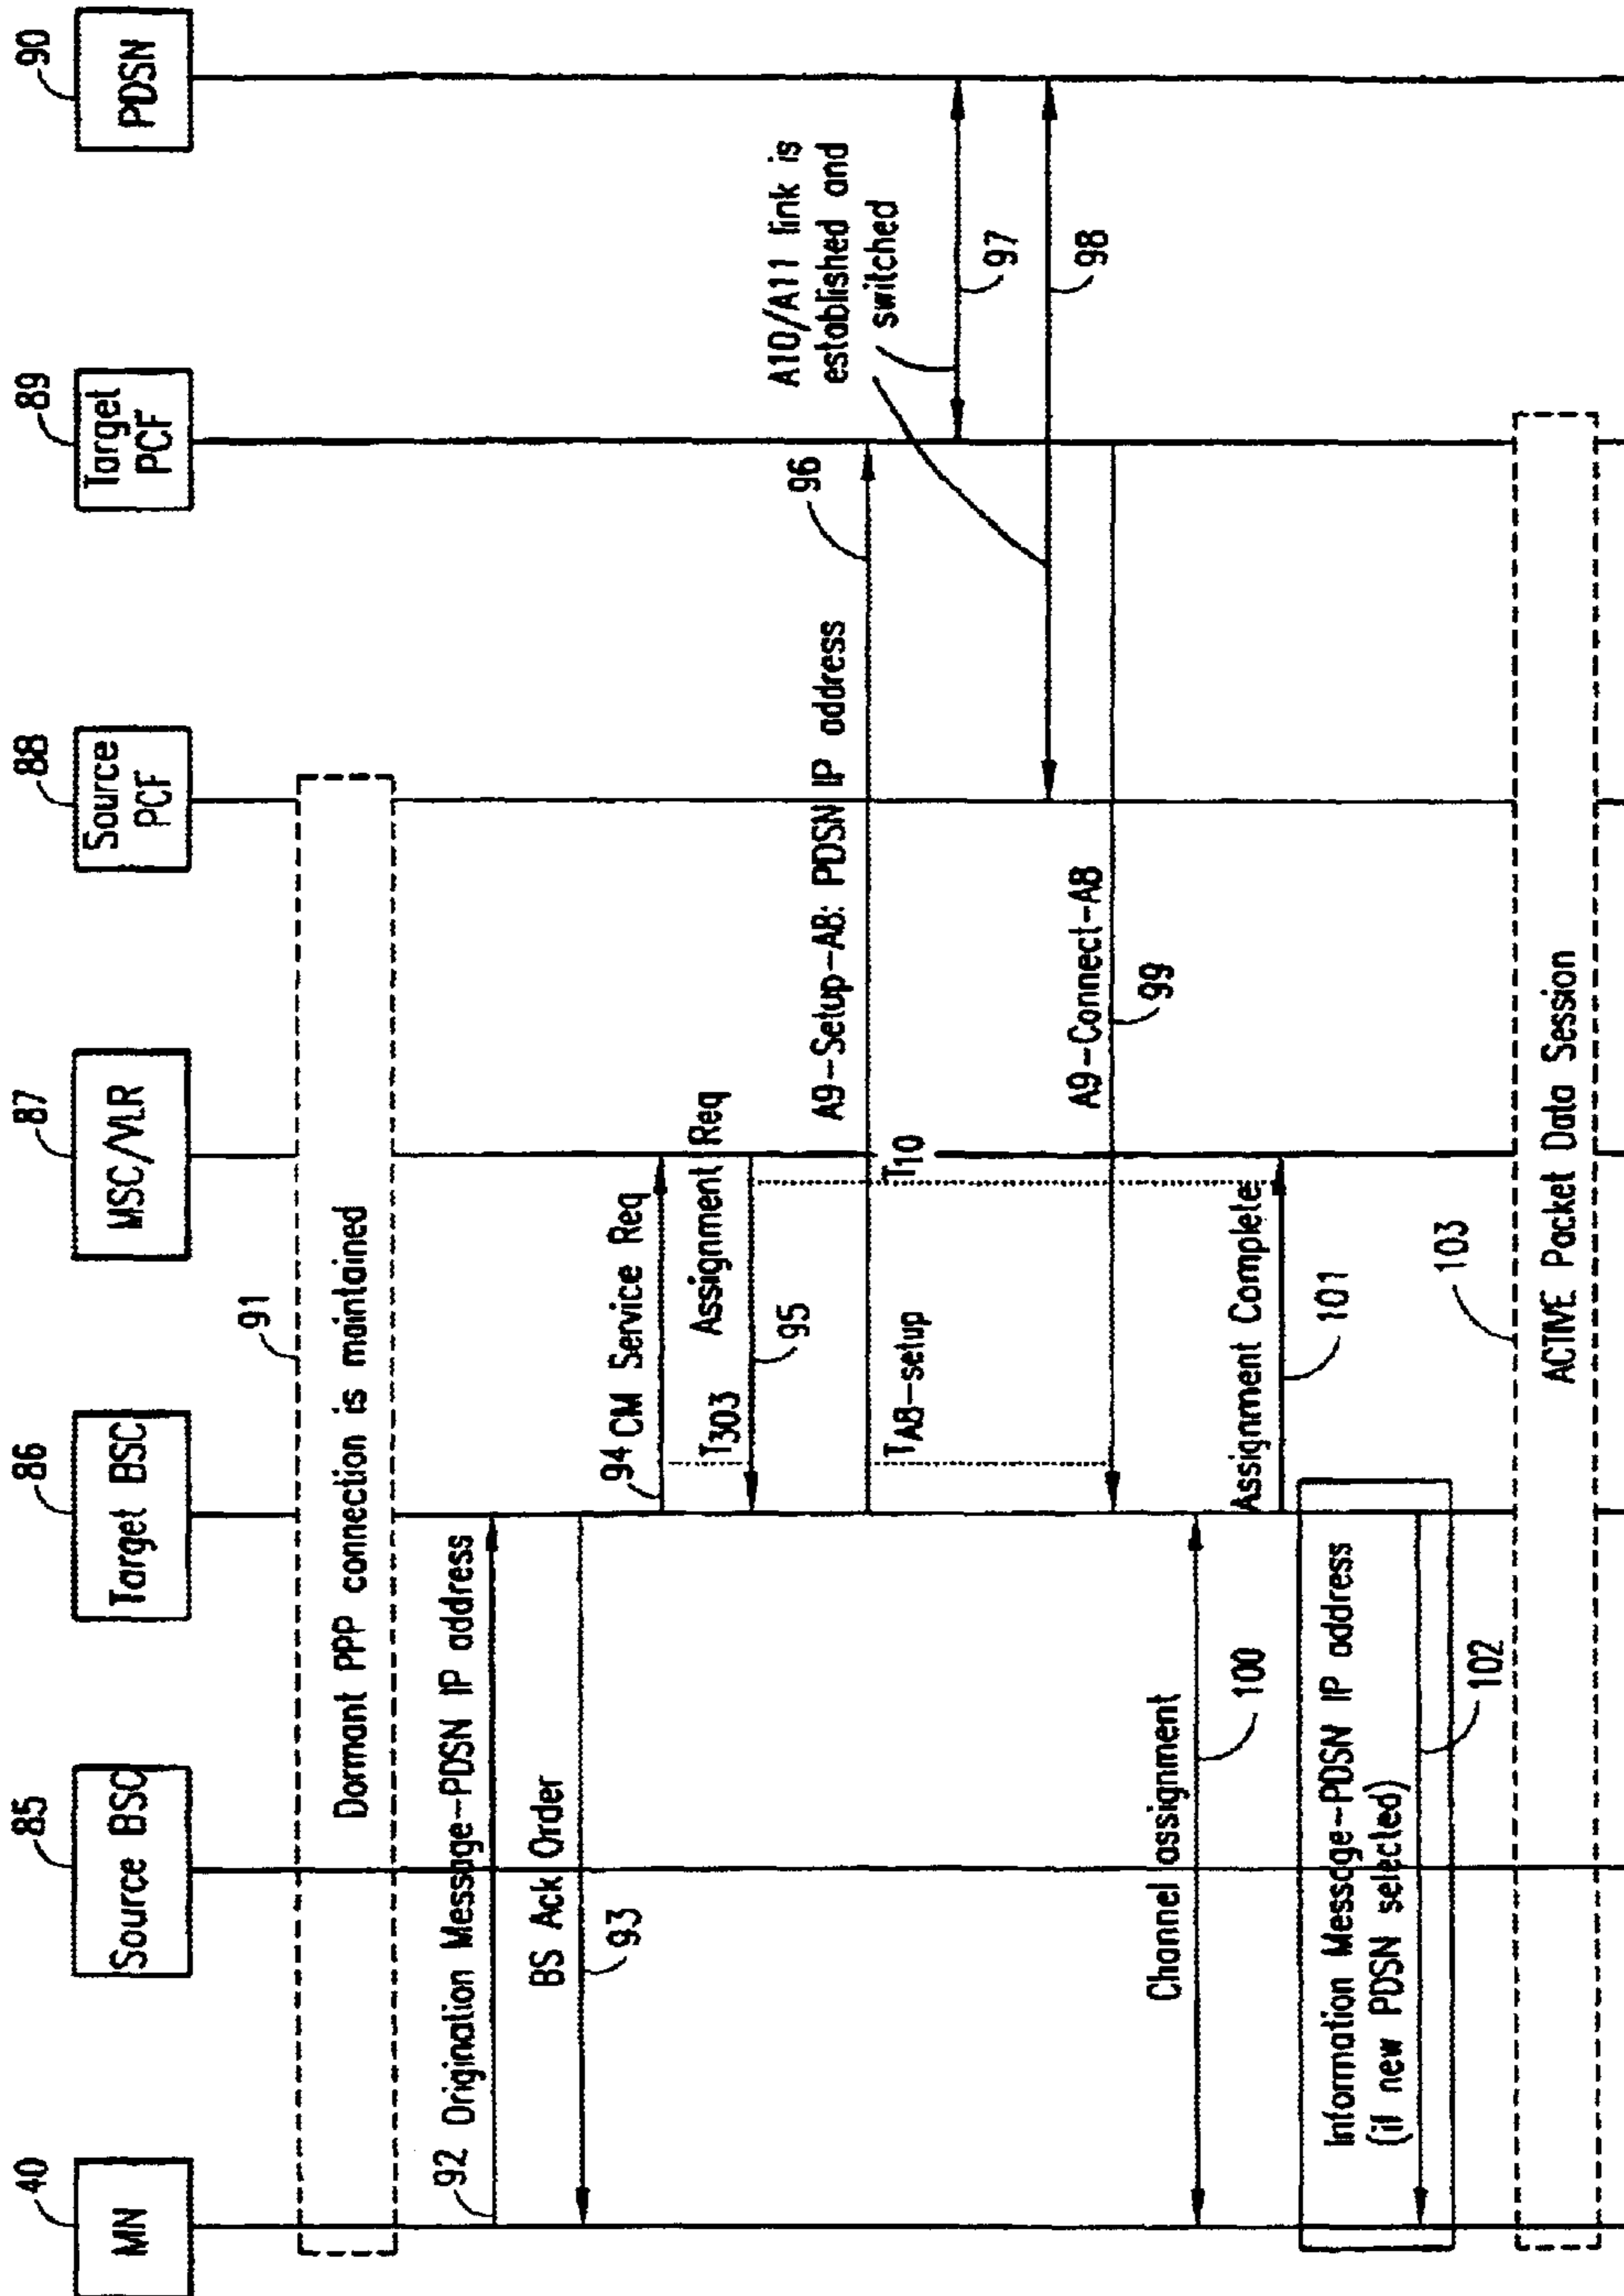 40
MN
85
Source BSC
86
Target BSC
87
MSC/VLR
88
Source
PCF
89
Target
PCF
90
PDSN
91
Dormant PPP connection is maintained
92 Origination Message-PDSN IP address
BS Ack Order
93
94 CM Service Req
T303
Assignment Req
95
A9-Setup-A8: PDSN IP address
96
T10
TA8-setup
A10/A11 link is
established and
switched
97
98
A9-Connect-A8
99
Channel assignment
100
Assignment Complete
101
Information Message-PDSN IP address
(if new PDSN selected)
102
103
ACTIVE Packet Data Session